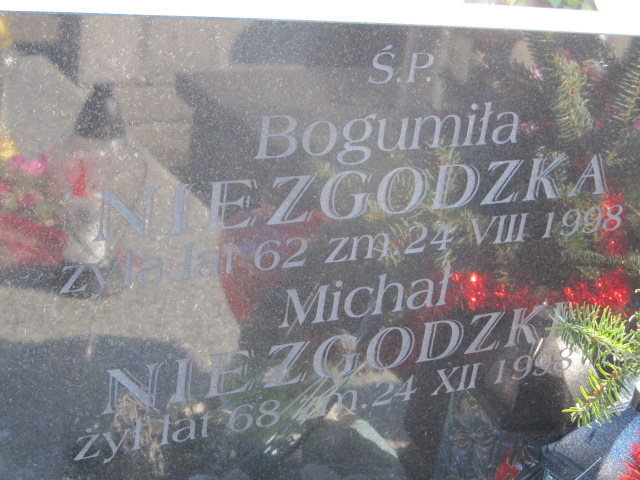 Ś.P.
Bogumiła
NIEZGODZKA
żyła lat 62 zm. 24 VIII 1998
Michał
NIEZGODZKI
żył lat 68 zm. 24 XII 1998